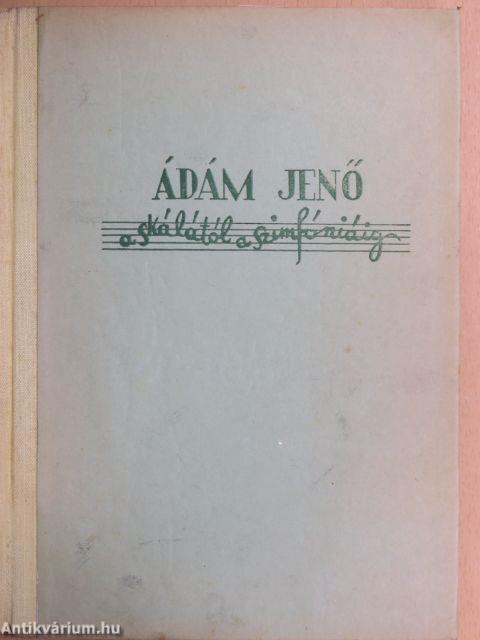 ÁDÁM JENŐ
a skálától a szimfóniáig
Antikvárium.hu